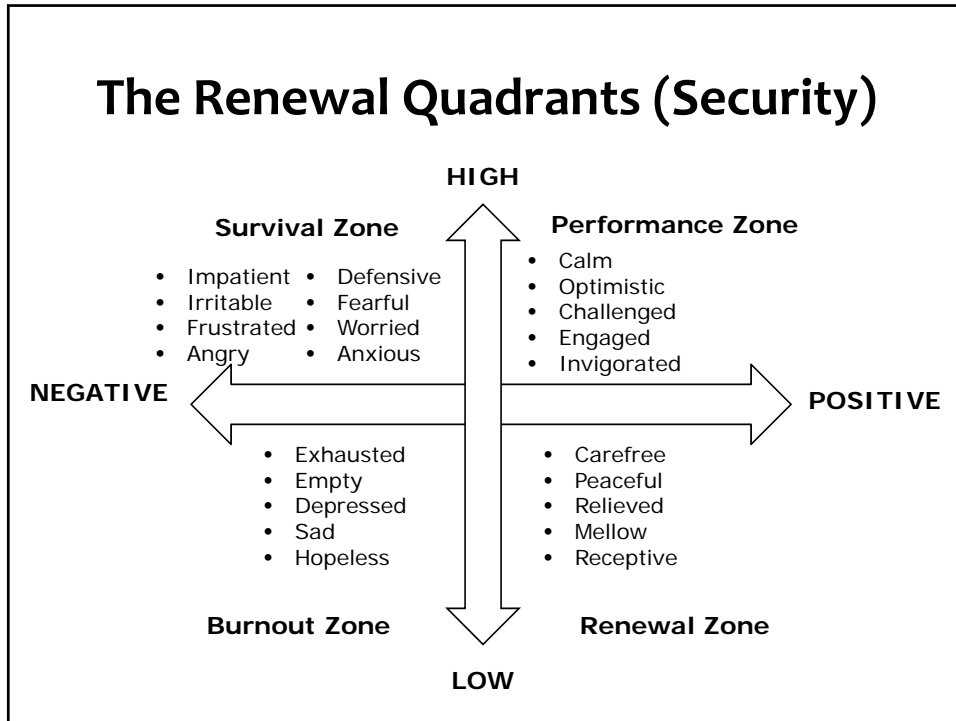 The Renewal Quadrants (Security)
HIGH
Survival Zone
• Impatient
• Irritable
• Frustrated
• Angry
• Defensive
• Fearful
• Worried
• Anxious
Performance Zone
• Calm
• Optimistic
• Challenged
• Engaged
• Invigorated
NEGATIVE
POSITIVE
• Exhausted
• Empty
• Depressed
• Sad
• Hopeless
Burnout Zone
• Carefree
• Peaceful
• Relieved
• Mellow
• Receptive
Renewal Zone
LOW